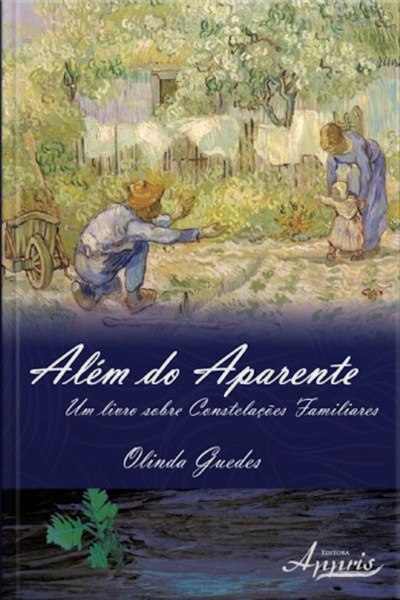 Além do Aparente
Um livro sobre Constelações Familiares
Olinda Guedes
EDITORA
Appris